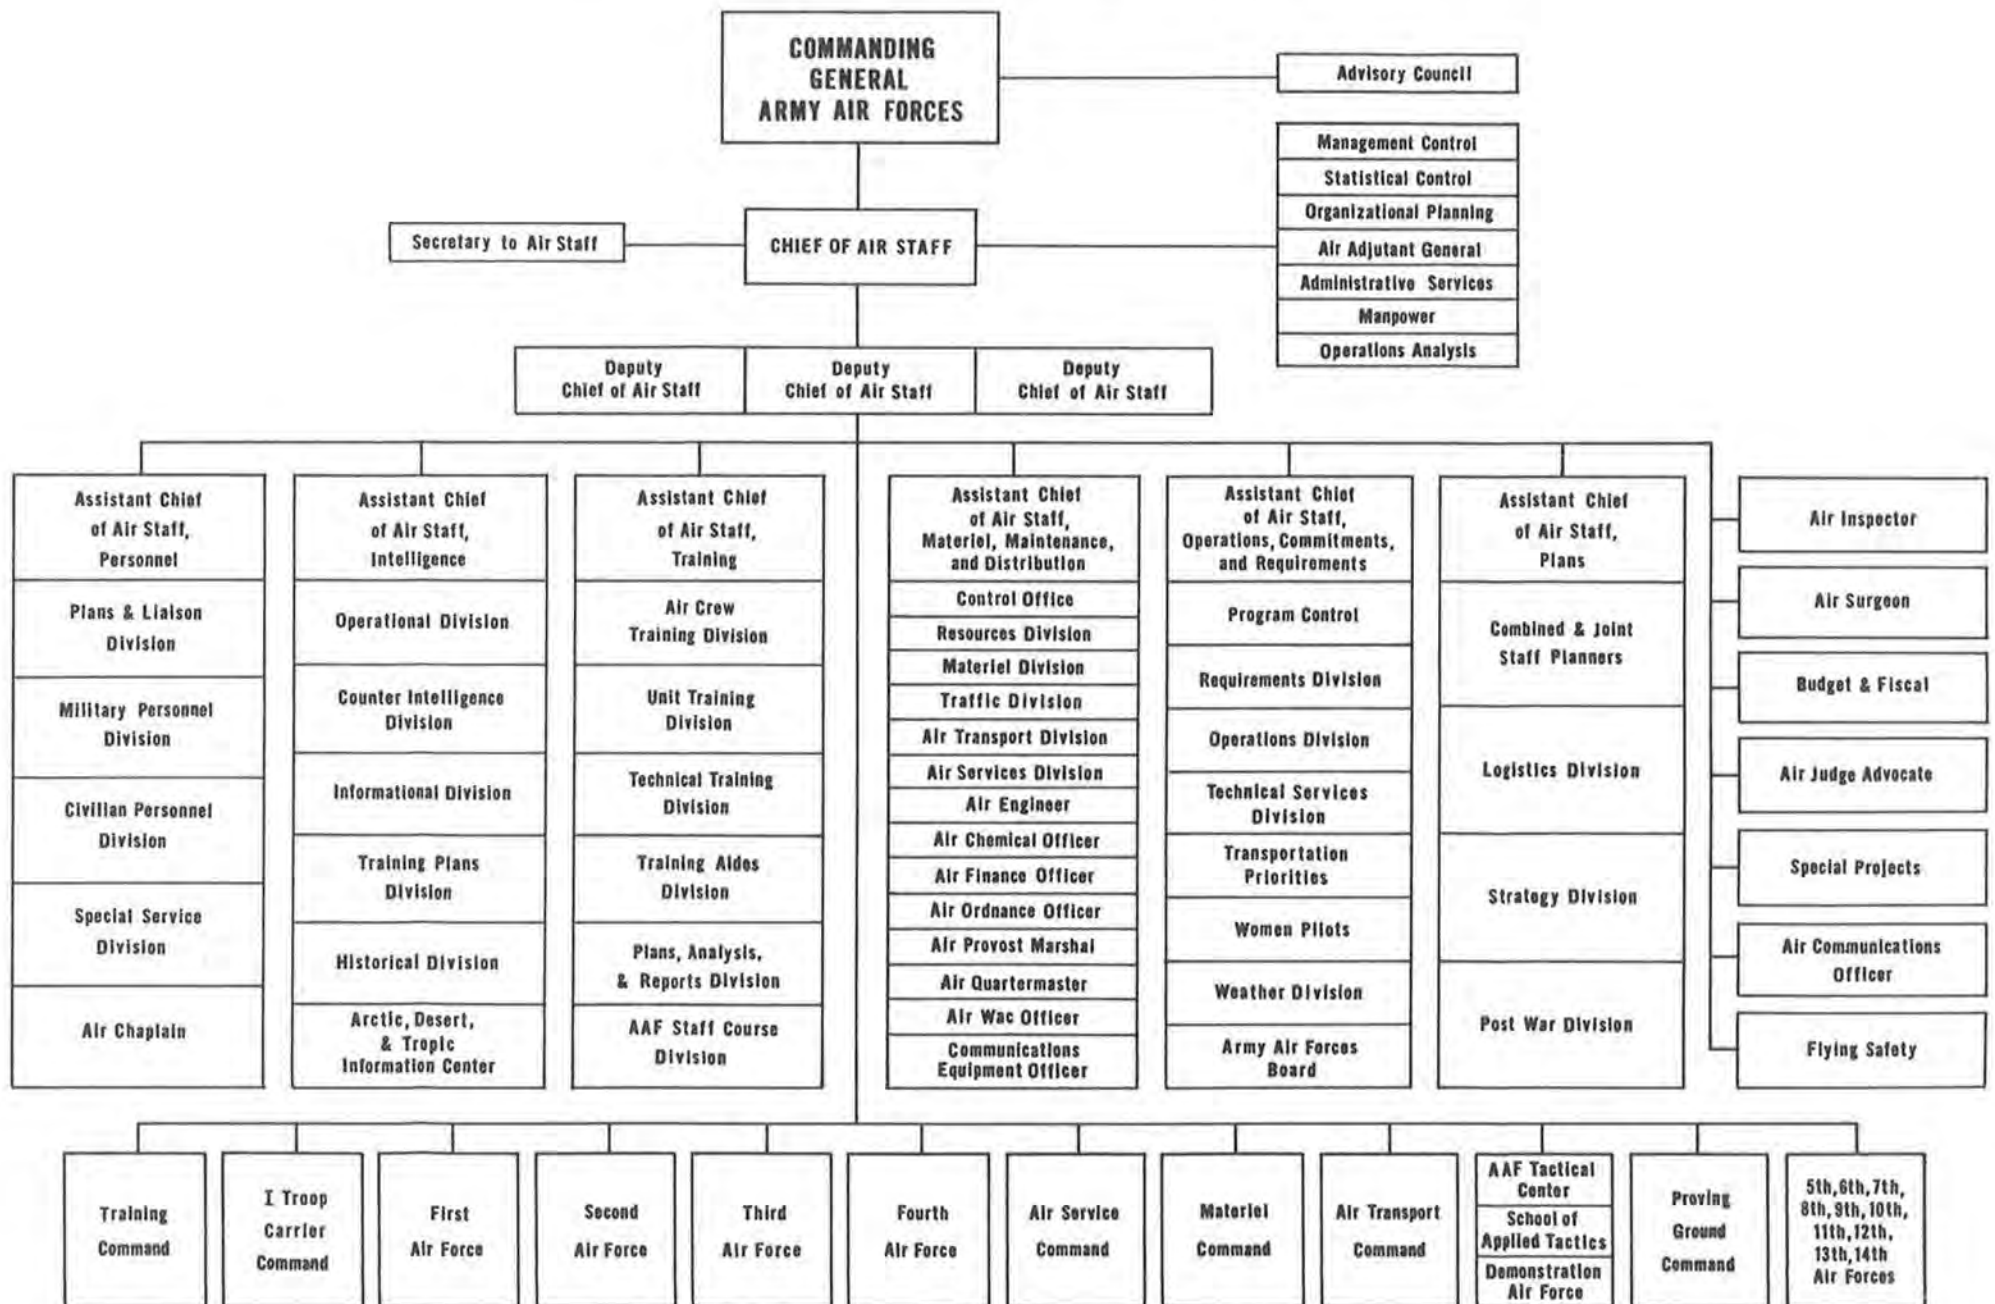 COMMANDING
GENERAL
ARMY AIR FORCES
Advisory Council
Management Control
Statistical Control
Organizational Planning
Air Adjutant General
Administrative Services
Manpower
Operations Analysis
Secretary to Air Staff
CHIEF OF AIR STAFF
Deputy
Chief of Air Staff
Deputy
Chief of Air Staff
Deputy
Chief of Air Staff
Assistant Chief
of Air Staff,
Personnel
Plans & Liaison
Division
Military Personnel
Division
Civilian Personnel
Division
Special Service
Division
Air Chaplain
Assistant Chief
of Air Staff,
Intelligence
Operational Division
Counter Intelligence
Division
Informational Division
Training Plans
Division
Historical Division
Arctic, Desert,
& Tropic
Information Center
Assistant Chief
of Air Staff,
Training
Air Crew
Training Division
Unit Training
Division
Technical Training
Division
Training Aides
Division
Plans, Analysis,
& Reports Division
AAF Staff Course
Division
Assistant Chief
of Air Staff,
Materiel, Maintenance,
and Distribution
Control Office
Resources Division
Materiel Division
Traffic Division
Air Transport Division
Air Services Division
Air Engineer
Air Chemical Officer
Air Finance Officer
Air Ordnance Officer
Air Provost Marshal
Air Quartermaster
Air Wac Officer
Communications
Equipment Officer
Assistant Chief
of Air Staff,
Operations, Commitments,
and Requirements
Program Control
Requirements Division
Operations Division
Technical Services
Division
Transportation
Priorities
Women Pilots
Weather Division
Army Air Forces
Board
Assistant Chief
of Air Staff,
Plans
Combined & Joint
Staff Planners
Logistics Division
Strategy Division
Post War Division
Air Inspector
Air Surgeon
Budget & Fiscal
Air Judge Advocate
Special Projects
Air Communications
Officer
Flying Safety
Training
Command
I Troop
Carrier
Command
First
Air Force
Second
Air Force
Third
Air Force
Fourth
Air Force
Air Service
Command
Materiel
Command
Air Transport
Command
AAF Tactical
Center
School of
Applied Tactics
Demonstration
Air Force
Proving
Ground
Command
5th, 6th, 7th,
8th, 9th, 10th,
11th, 12th,
13th, 14th
Air Forces